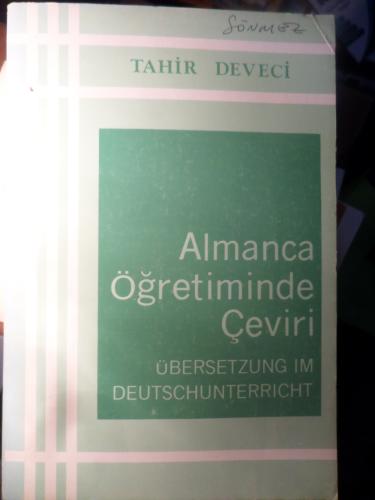 SÖNMEZ
TAHİR DEVECİ
Almanca
Öğretiminde
Çeviri
ÜBERSETZUNG IM
DEUTSCHUNTERRICHT